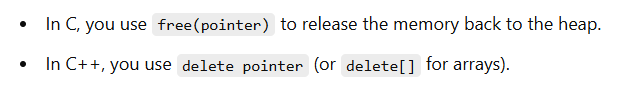 • In C, you use free(pointer) to release the memory back to the heap.
• In C++, you use delete pointer (or delete[] for arrays).